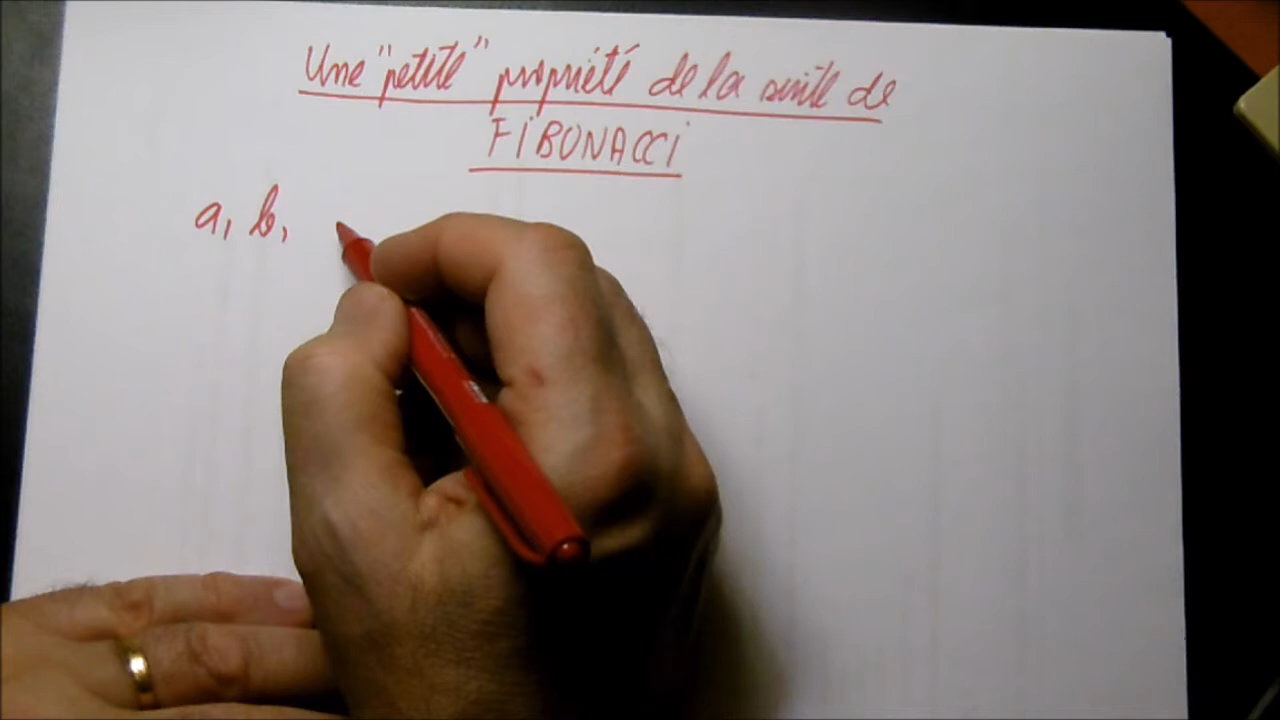 Une "petite" propriété de la suite de
FIBONACCI
a, b,